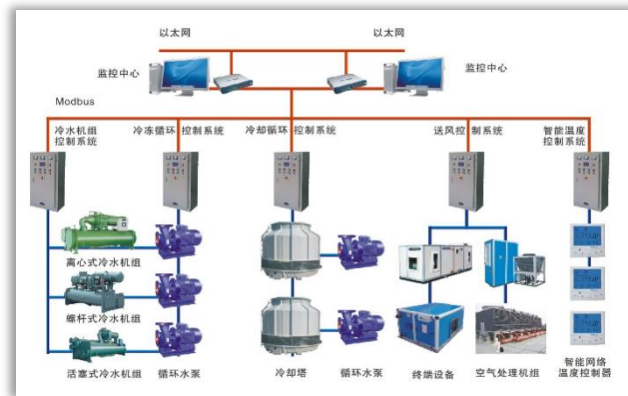 以太网
以太网
监控中心
监控中心
Modbus
冷水机组
控制系统
冷冻循环 控制系统
冷却循环 控制系统
送风控制系统
智能温度
控制系统
离心式冷水机组
螺杆式冷水机组
活塞式冷水机组
循环水泵
冷却塔
循环水泵
终端设备
空气处理机组
智能网络
温度控制器